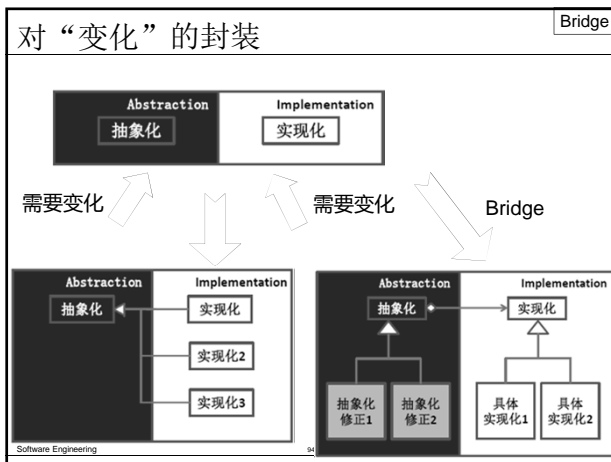 Bridge
对“变化”的封装
Abstraction
Implementation
抽象化
实现化
需要变化
需要变化
Bridge
Abstraction
Implementation
抽象化
实现化
实现化2
实现化3
Abstraction
Implementation
抽象化
实现化
抽象化
修正1
抽象化
修正2
具体
实现化1
具体
实现化2
Software Engineering
94